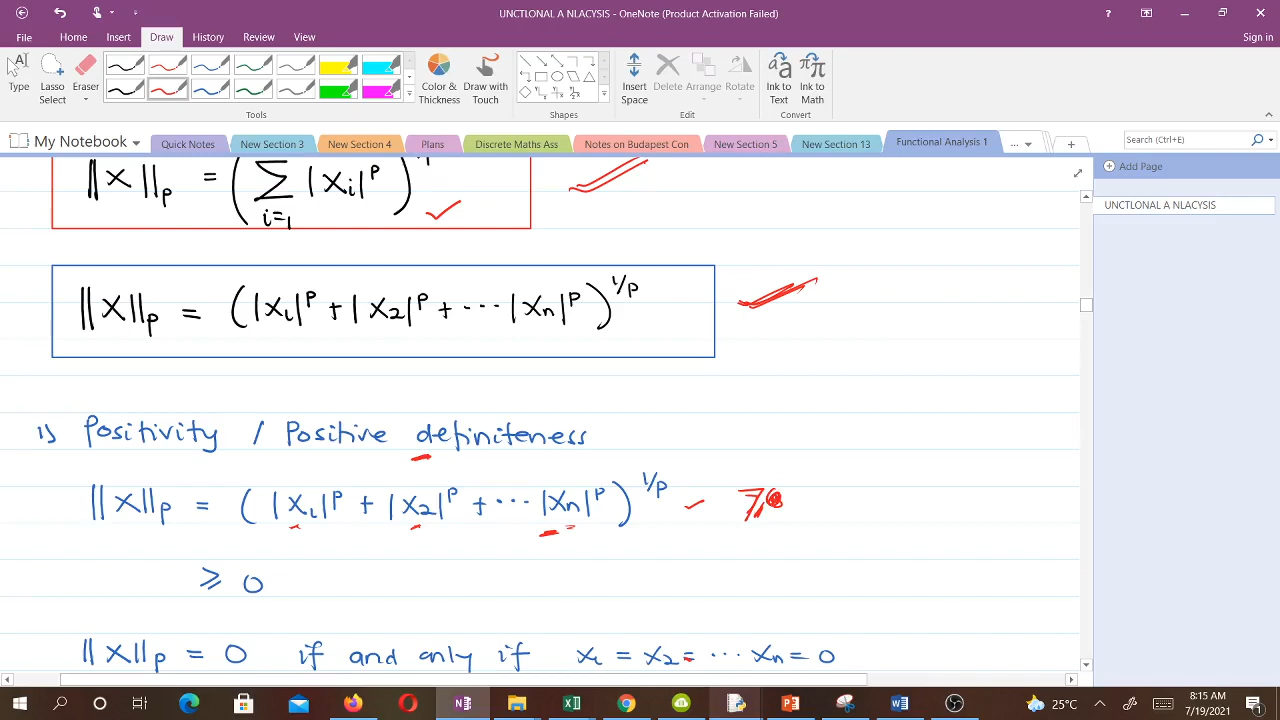 UNCTLONAL A NLACYSIS - OneNote (Product Activation Failed)
File Home Insert Draw History Review View Sign in
Type Lasso Select Eraser Color & Thickness Draw with Touch Insert Space Delete Arrange Rotate Ink to Text Ink to Math
Tools Shapes Edit Convert
My Notebook Quick Notes New Section 3 New Section 4 Plans Discrete Maths Ass Notes on Budapest Con New Section 5 New Section 13 Functional Analysis 1 ... Search (Ctrl+E)
Add Page
UNCTLONAL A NLACYSIS
||X||p = ( ∑ i=1 |Xi|^p )
||X||p = (|X1|^p + |X2|^p + ··· |Xn|^p)^1/p
1) Positivity / Positive definiteness
||X||p = ( |X1|^p + |X2|^p + ··· |Xn|^p )^1/p ≥0
≥ 0
||X||p = 0 if and only if x1 = x2 = ··· xn = 0
25°C 8:15 AM
7/19/2021